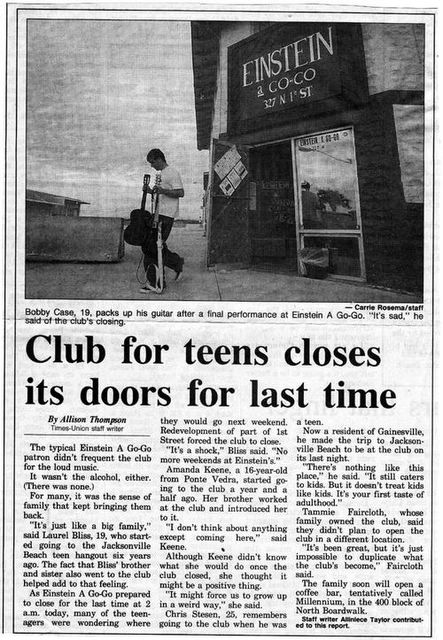 EINSTEIN
a GO-GO
327 N 1st ST
EINSTEIN A GO-GO
— Carrie Rosema/staff
Bobby Case, 19, packs up his guitar after a final performance at Einstein A Go-Go. "It's sad," he
said of the club's closing.
Club for teens closes
its doors for last time
By Allison Thompson
Times-Union staff writer
The typical Einstein A Go-Go
patron didn't frequent the club
for the loud music.
It wasn't the alcohol, either.
(There was none.)
For many, it was the sense of
family that kept bringing them
back.
"It's just like a big family,"
said Laurel Bliss, 19, who start-
ed going to the Jacksonville
Beach teen hangout six years
ago. The fact that Bliss' brother
and sister also went to the club
helped add to that feeling.
As Einstein A Go-Go prepared
to close for the last time at 2
a.m. today, many of the teen-
agers were wondering where
they would go next weekend.
Redevelopment of part of 1st
Street forced the club to close.
"It's a shock," Bliss said. "No
more weekends at Einstein's."
Amanda Keene, a 16-year-old
from Ponte Vedra, started go-
ing to the club a year and a
half ago. Her brother worked
at the club and introduced her
to it.
"I don't think about anything
except coming here," said
Keene.
Although Keene didn't know
what she would do once the
club closed, she thought it
might be a positive thing.
"It might force us to grow up
in a weird way," she said.
Chris Stesen, 25, remembers
going to the club when he was
a teen.
Now a resident of Gainesville,
he made the trip to Jackson-
ville Beach to be at the club on
its last night.
"There's nothing like this
place," he said. "It still caters
to kids. But it doesn't treat kids
like kids. It's your first taste of
adulthood."
Tammie Faircloth, whose
family owned the club, said
they didn't plan to open the
club in a different location.
"It's been great, but it's just
impossible to duplicate what
the club's become," Faircloth
said.
The family soon will open a
coffee bar, tentatively called
Millennium, in the 400 block of
North Boardwalk.
Staff writer Alliniece Taylor contribut-
ed to this report.